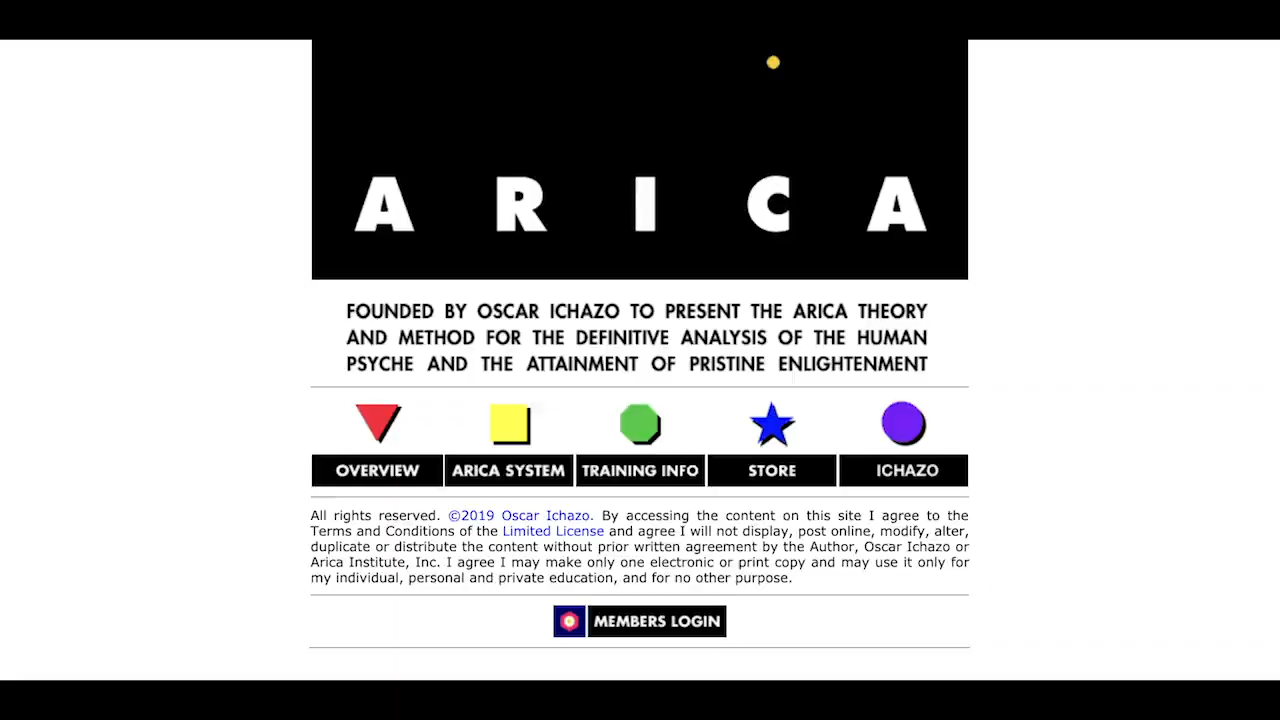 ARICA
FOUNDED BY OSCAR ICHAZO TO PRESENT THE ARICA THEORY
AND METHOD FOR THE DEFINITIVE ANALYSIS OF THE HUMAN
PSYCHE AND THE ATTAINMENT OF PRISTINE ENLIGHTENMENT
OVERVIEW ARICA SYSTEM TRAINING INFO STORE ICHAZO
All rights reserved. ©2019 Oscar Ichazo. By accessing the content on this site I agree to the
Terms and Conditions of the Limited License and agree I will not display, post online, modify, alter,
duplicate or distribute the content without prior written agreement by the Author, Oscar Ichazo or
Arica Institute, Inc. I agree I may make only one electronic or print copy and may use it only for
my individual, personal and private education, and for no other purpose.
MEMBERS LOGIN